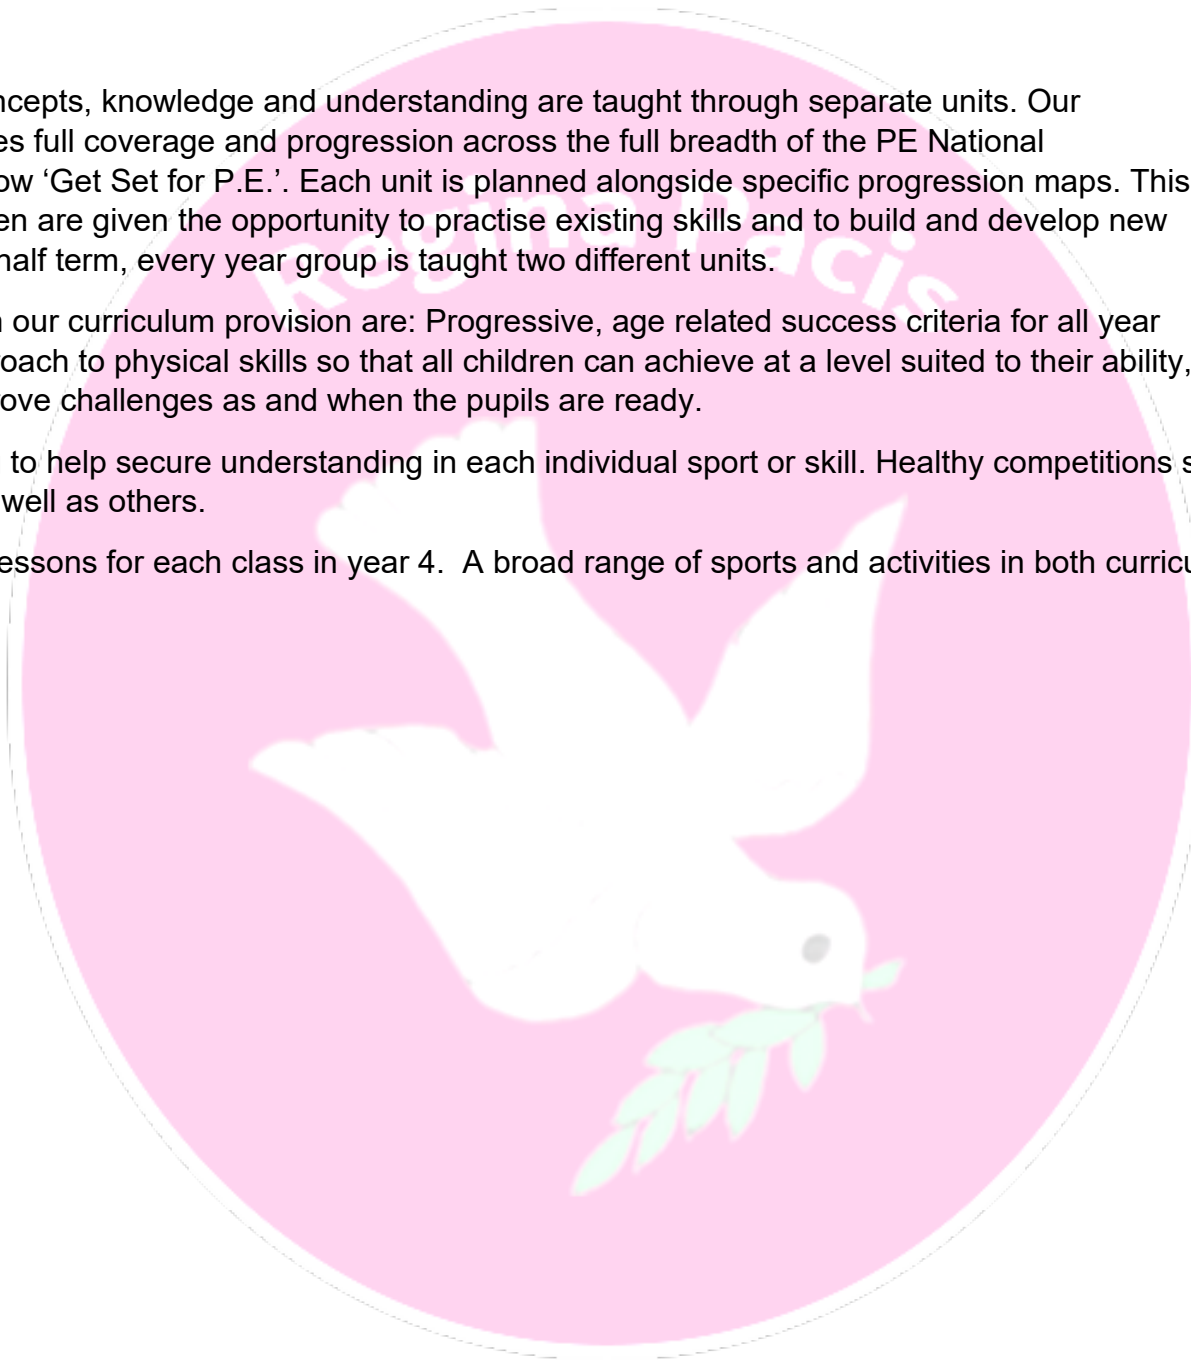 ncepts, knowledge and understanding are taught through separate units. Our
es full coverage and progression across the full breadth of the PE National
ow ‘Get Set for P.E.’. Each unit is planned alongside specific progression maps. This
en are given the opportunity to practise existing skills and to build and develop new
half term, every year group is taught two different units.
Regina Pacis
our curriculum provision are: Progressive, age related success criteria for all year
oach to physical skills so that all children can achieve at a level suited to their ability,
ove challenges as and when the pupils are ready.
to help secure understanding in each individual sport or skill. Healthy competitions s
well as others.
essons for each class in year 4. A broad range of sports and activities in both curricu